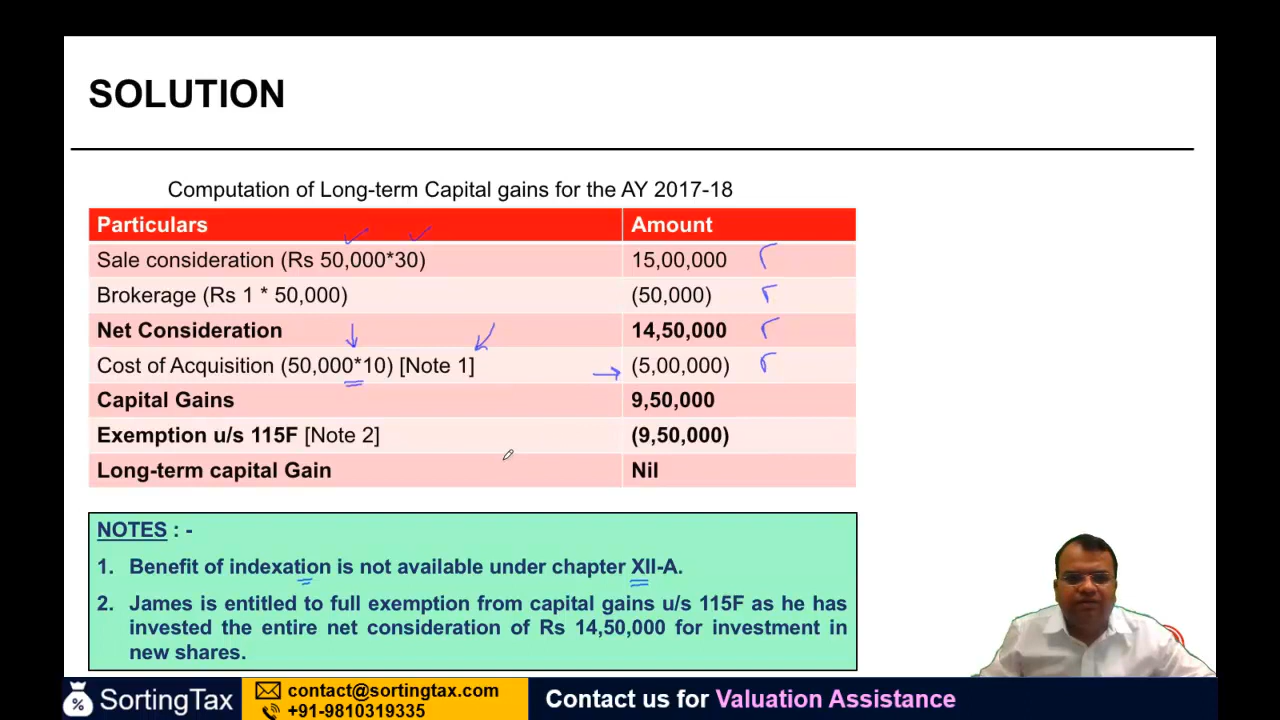 SOLUTION
Computation of Long-term Capital gains for the AY 2017-18
Particulars Amount
Sale consideration (Rs 50,000*30) 15,00,000
Brokerage (Rs 1 * 50,000) (50,000)
Net Consideration 14,50,000
Cost of Acquisition (50,000*10) [Note 1] (5,00,000)
Capital Gains 9,50,000
Exemption u/s 115F [Note 2] (9,50,000)
Long-term capital Gain Nil
NOTES : -
1. Benefit of indexation is not available under chapter XII-A.
2. James is entitled to full exemption from capital gains u/s 115F as he has
invested the entire net consideration of Rs 14,50,000 for investment in
new shares.
% SortingTax
contact@sortingtax.com
+91-9810319335
Contact us for Valuation Assistance